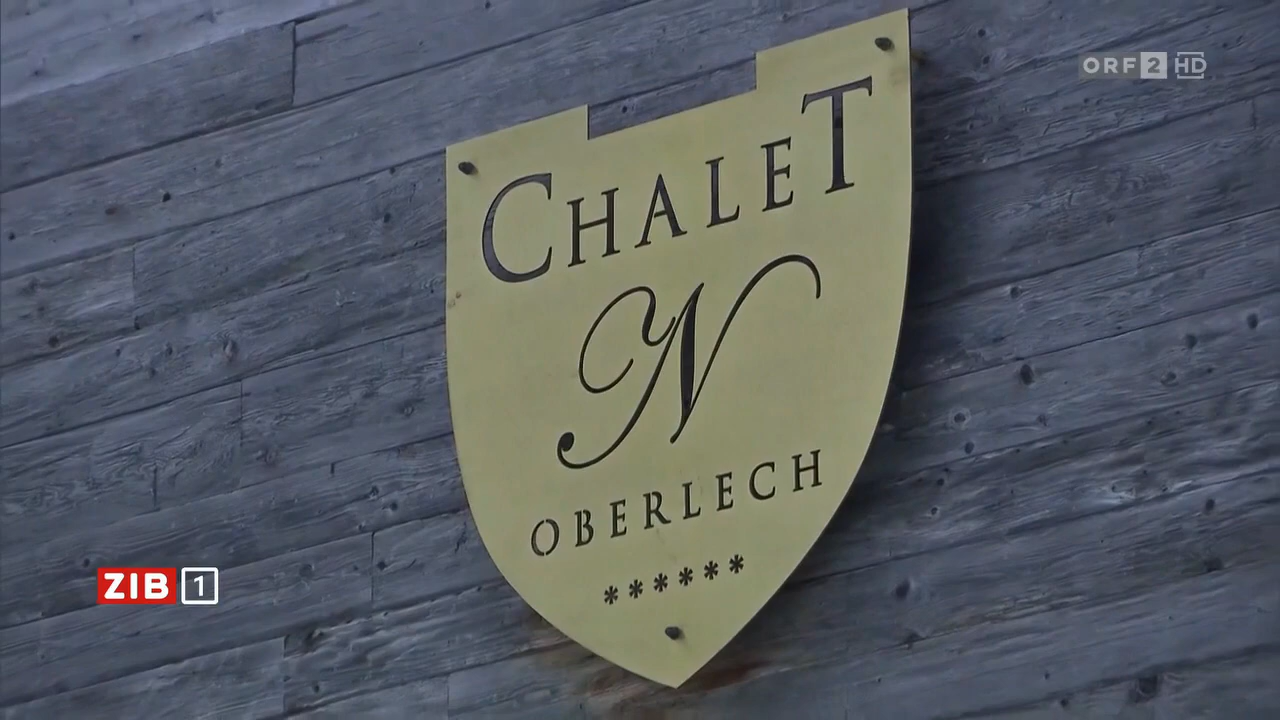 ORF 2 HD
CHALET
N
OBERLECH
******
ZIB 1